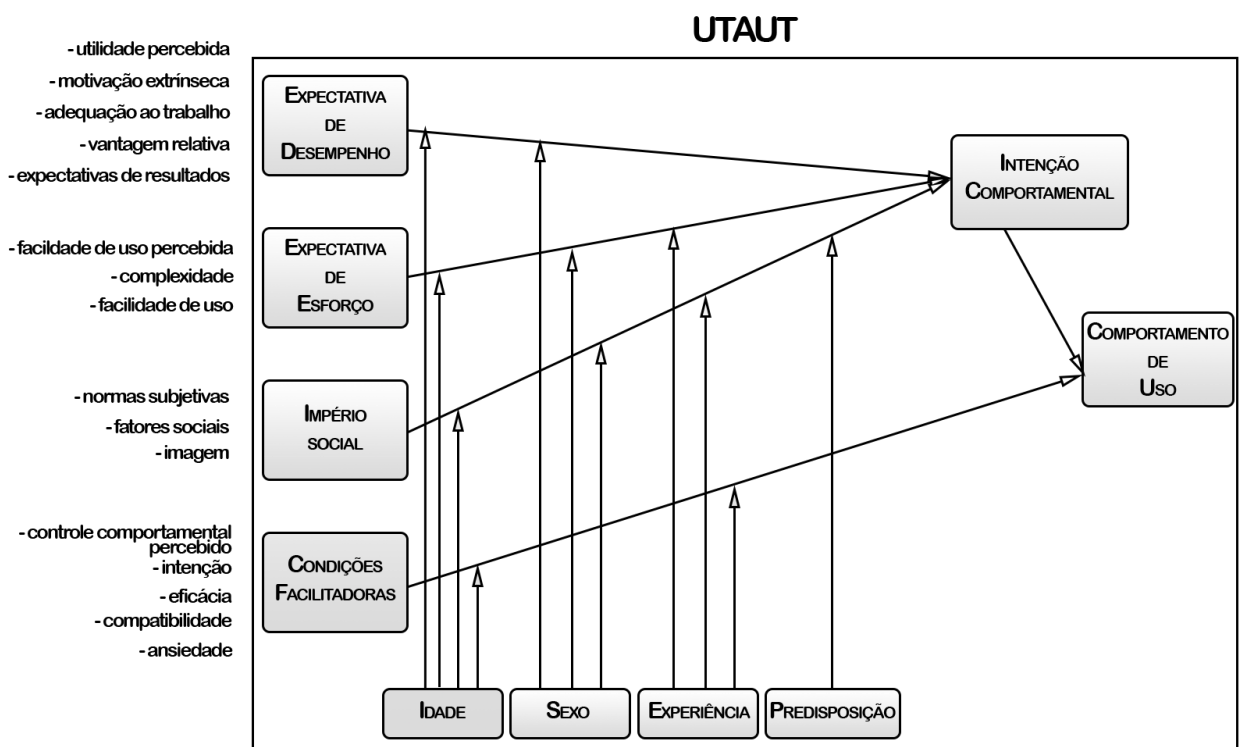 UTAUT
- utilidade percebida
- motivação extrínseca
- adequação ao trabalho
- vantagem relativa
- expectativas de resultados
EXPECTATIVA
DE
DESEMPENHO
- facildade de uso percebida
- complexidade
- facilidade de uso
EXPECTATIVA
DE
ESFORÇO
- normas subjetivas
- fatores sociais
- imagem
IMPÉRIO
SOCIAL
- controle comportamental
percebido
- intenção
- eficácia
- compatibilidade
- ansiedade
CONDIÇÕES
FACILITADORAS
INTENÇÃO
COMPORTAMENTAL
COMPORTAMENTO
DE
USO
IDADE
SEXO
EXPERIÊNCIA
PREDISPOSIÇÃO